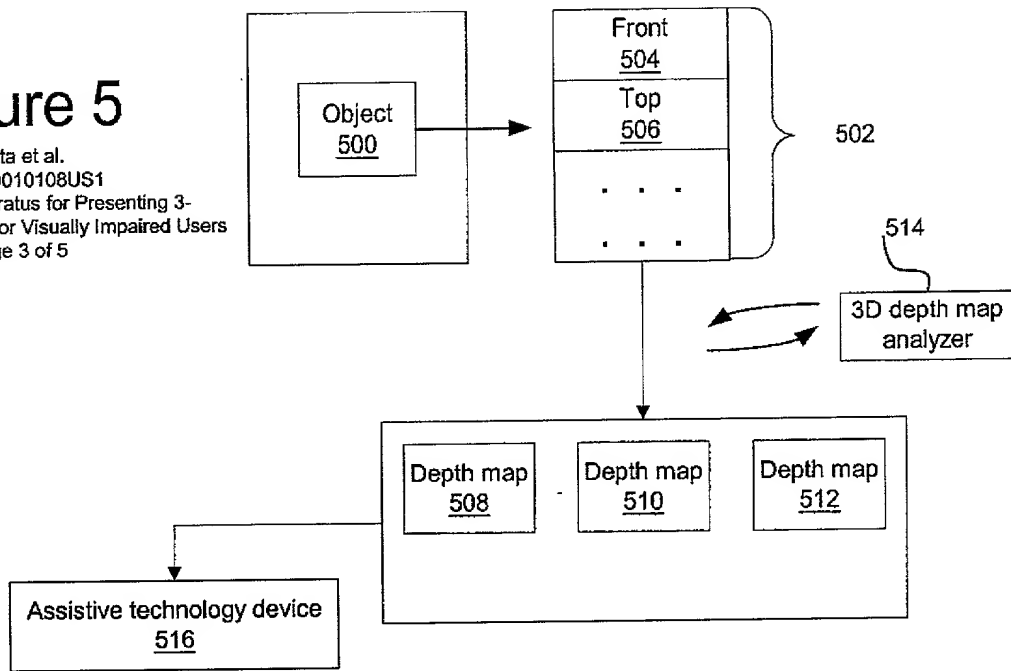 ure 5
ta et al.
0010108US1
ratus for Presenting 3-
or Visually Impaired Users
ge 3 of 5
Object
500
Front
504
Top
506
. . .
. . .
502
514
3D depth map
analyzer
Depth map
508
Depth map
510
Depth map
512
Assistive technology device
516